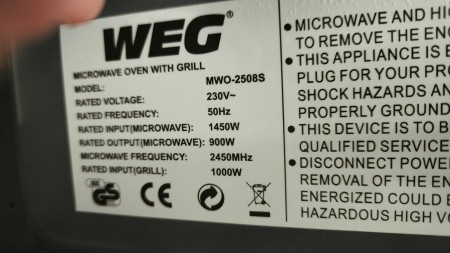 WEG®
MICROWAVE OVEN WITH GRILL
MODEL: MWO-2508S
RATED VOLTAGE: 230V~
RATED FREQUENCY: 50Hz
RATED INPUT(MICROWAVE): 1450W
RATED OUTPUT(MICROWAVE): 900W
MICROWAVE FREQUENCY: 2450MHz
RATED INPUT(GRILL): 1000W
GS CE
● MICROWAVE AND HI
TO REMOVE THE EN
● THIS APPLIANCE IS E
PLUG FOR YOUR PR
SHOCK HAZARDS AN
PROPERLY GROUND
● THIS DEVICE IS TO B
QUALIFIED SERVICE
● DISCONNECT POWE
REMOVAL OF THE EN
ENERGIZED COULD E
HAZARDOUS HIGH V